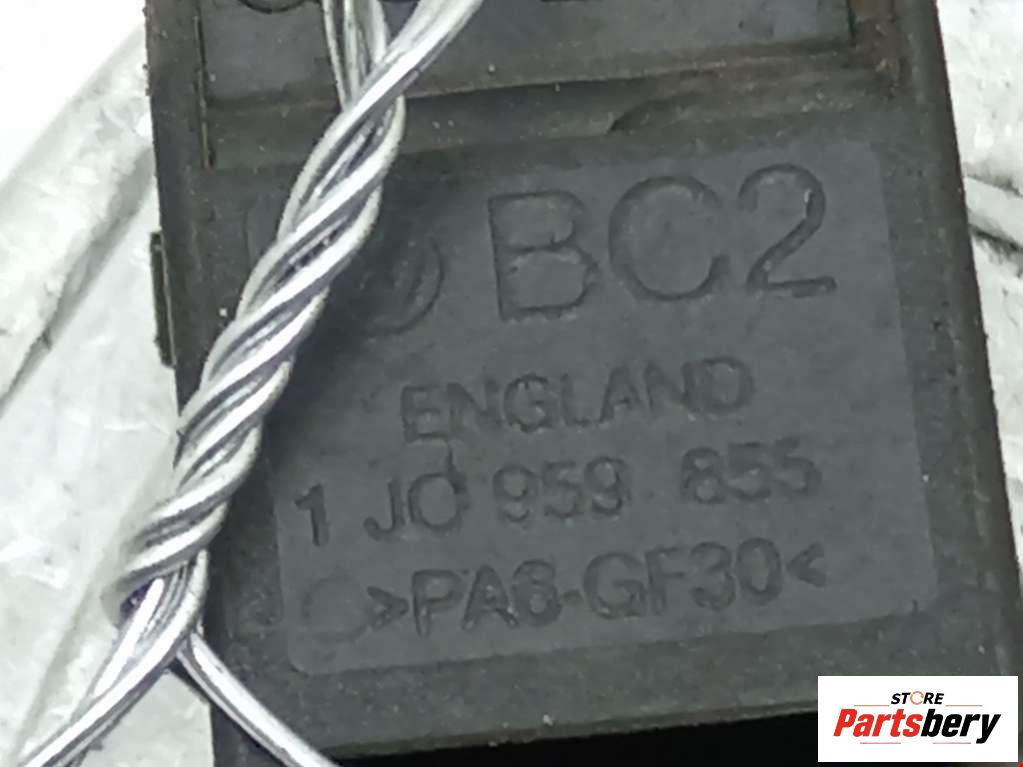 BC2
ENGLAND
1 J0 959 855
>PA6-GF30<
STORE
Partsbery